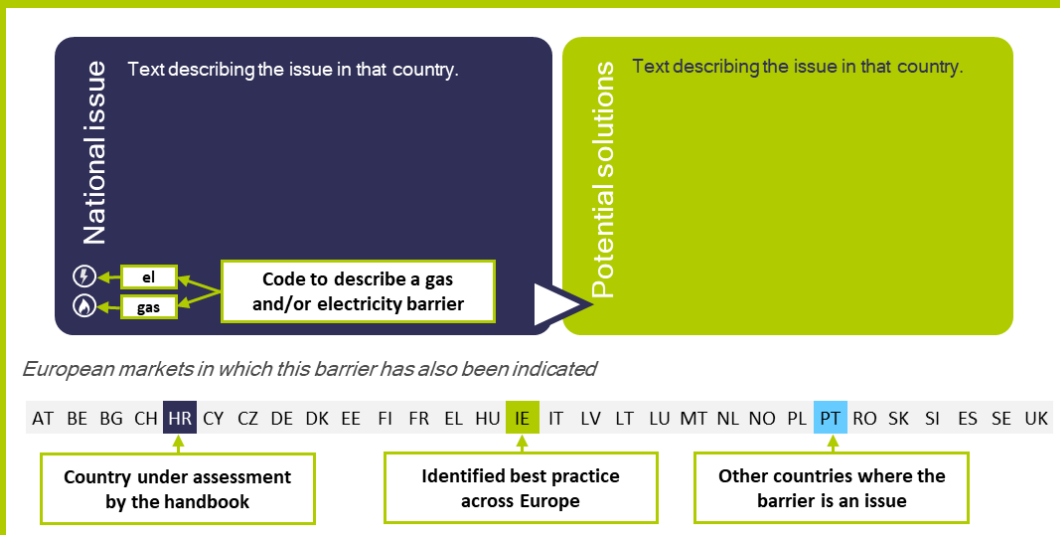 National issue
Text describing the issue in that country.
el
gas
Code to describe a gas
and/or electricity barrier
Potential solutions
Text describing the issue in that country.
European markets in which this barrier has also been indicated
AT BE BG CH HR CY CZ DE DK EE FI FR EL HU IE IT LV LT LU MT NL NO PL PT RO SK SI ES SE UK
Country under assessment
by the handbook
Identified best practice
across Europe
Other countries where the
barrier is an issue